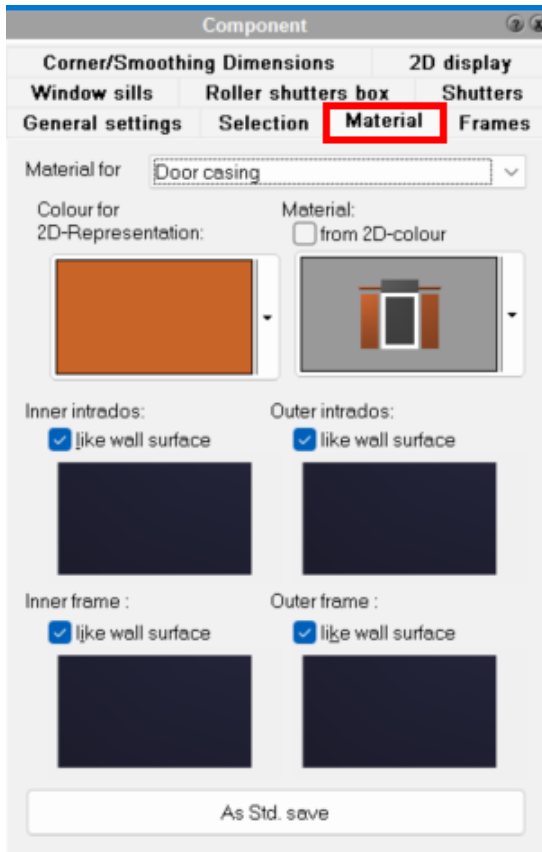 Component
Corner/Smoothing Dimensions 2D display
Window sills Roller shutters box Shutters
General settings Selection Material Frames
Material for Door casing
Colour for Material:
2D-Representation: from 2D-colour
Inner intrados: Outer intrados:
like wall surface like wall surface
Inner frame : Outer frame :
like wall surface like wall surface
As Std. save